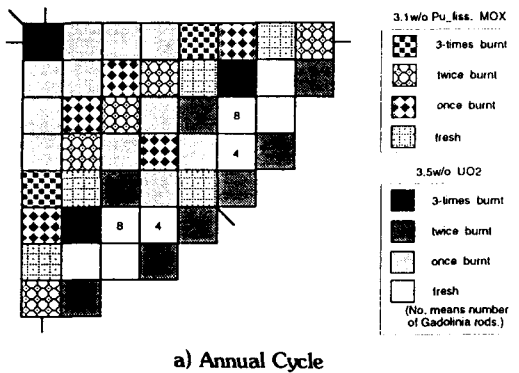 3.1w/o Pu_fiss. MOX
3-times burnt
twice burnt
once burnt
fresh
8
4
3.5w/o UO2
3-times burnt
8 4
twice burnt
once burnt
fresh
(No. means number
of Gadolinia rods.)
a) Annual Cycle